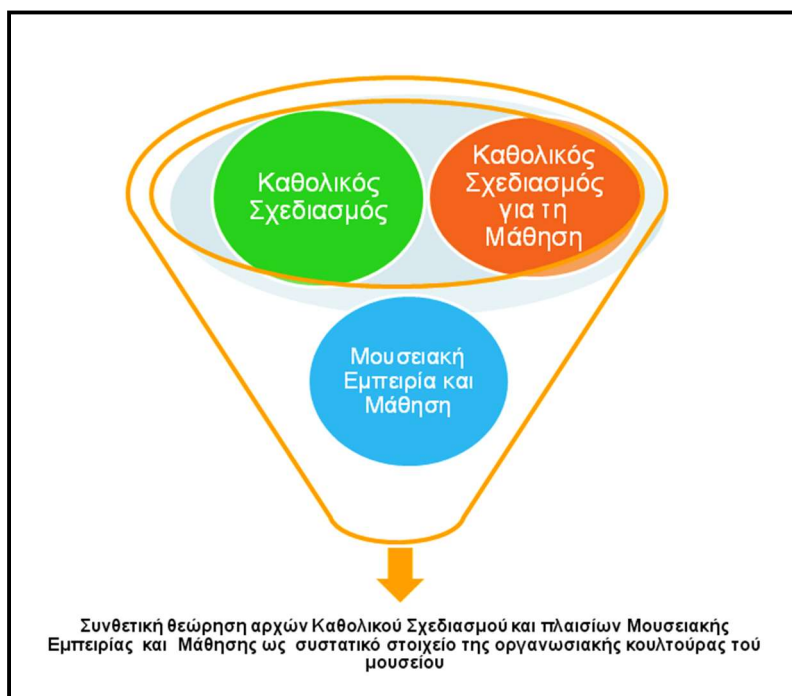 Καθολικός
Σχεδιασμός
Καθολικός
Σχεδιασμός
για τη
Μάθηση
Μουσειακή
Εμπειρία και
Μάθηση
Συνθετική θεώρηση αρχών Καθολικού Σχεδιασμού και πλαισίων Μουσειακής
Εμπειρίας και Μάθησης ως συστατικό στοιχείο της οργανωσιακής κουλτούρας τού
μουσείου